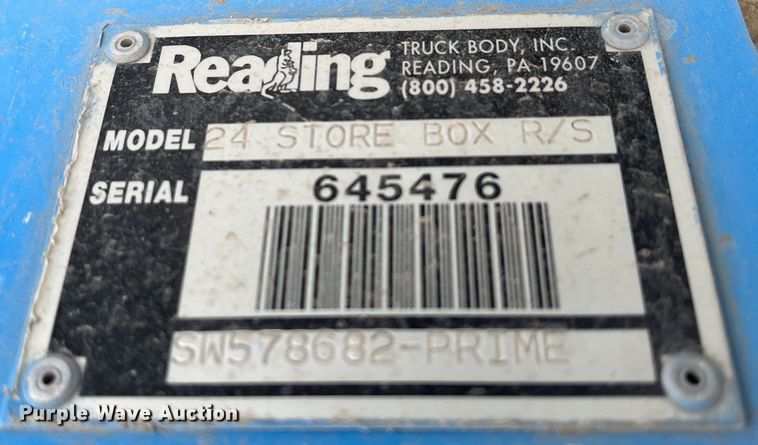 Reading
TRUCK BODY, INC.
READING, PA 19607
(800) 458-2226
MODEL 24 STORE BOX R/S
SERIAL 645476
SW578682-PRIME
Purple Wave Auction